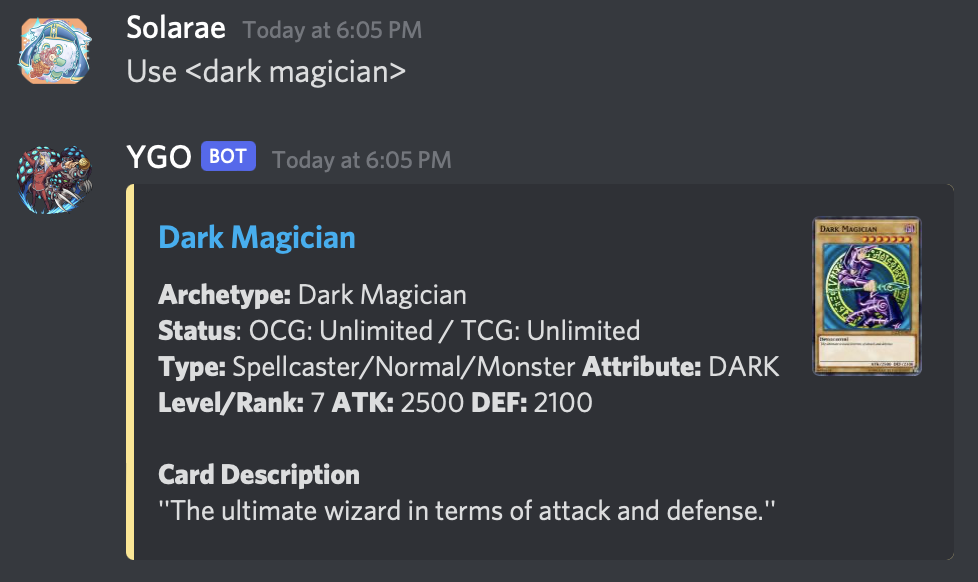 Solarae Today at 6:05 PM
Use <dark magician>
YGO BOT Today at 6:05 PM
Dark Magician
Archetype: Dark Magician
Status: OCG: Unlimited / TCG: Unlimited
Type: Spellcaster/Normal/Monster Attribute: DARK
Level/Rank: 7 ATK: 2500 DEF: 2100
Card Description
''The ultimate wizard in terms of attack and defense.''
DARK MAGICIAN